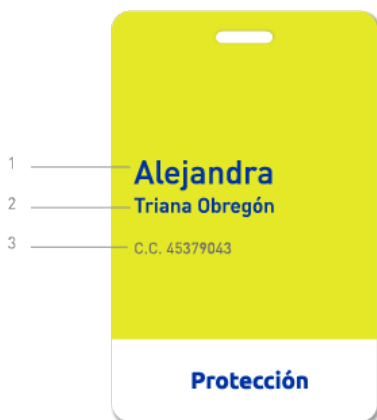 1
Alejandra
2
Triana Obregón
3
C.C. 45379043
Protección